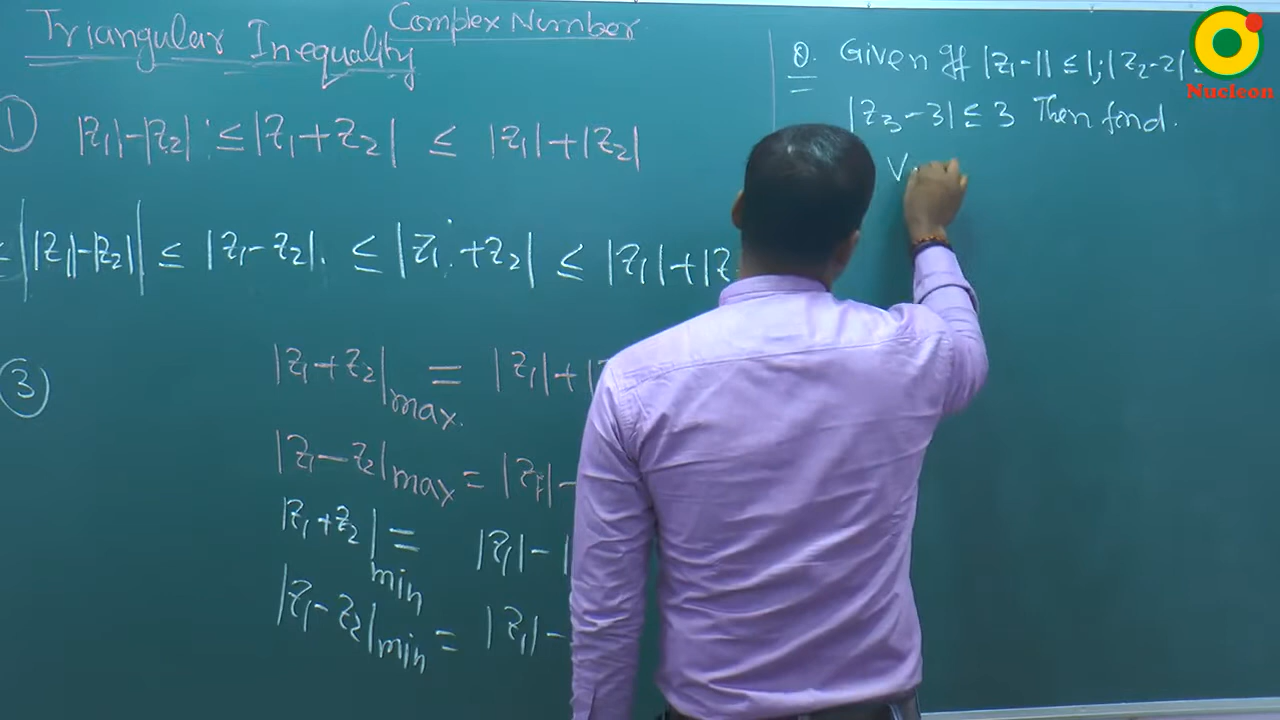 Triangular Inequality
Complex Number
① |z₁|-|z₂| ≤ |z₁+z₂| ≤ |z₁|+|z₂|
||z₁|-|z₂|| ≤ |z₁-z₂| ≤ |z₁+z₂| ≤ |z₁|+|z
③ |z₁+z₂|max = |z₁|+|
|z₁-z₂|max = |z₁|
|z₁+z₂|min = |z₁|-|
|z₁-z₂|min = |z₁|-
Q. Given If |z₁-1| ≤ 1; |z₂-2|
|z₃-3| ≤ 3 Then find.
V
Nucleon